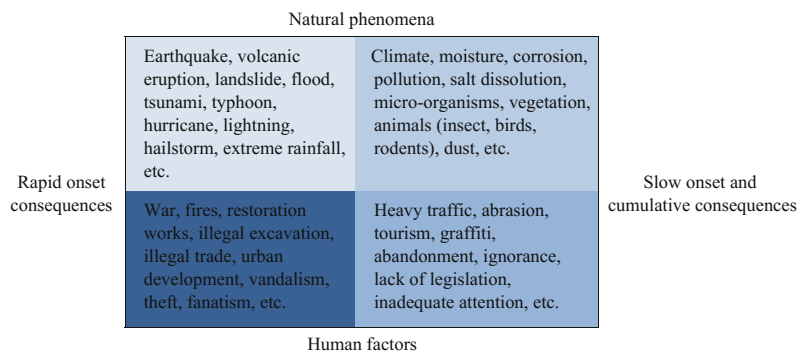 Natural phenomena
Earthquake, volcanic
eruption, landslide, flood,
tsunami, typhoon,
hurricane, lightning,
hailstorm, extreme rainfall,
etc.
Climate, moisture, corrosion,
pollution, salt dissolution,
micro-organisms, vegetation,
animals (insect, birds,
rodents), dust, etc.
Rapid onset
consequences
Slow onset and
cumulative consequences
War, fires, restoration
works, illegal excavation,
illegal trade, urban
development, vandalism,
theft, fanatism, etc.
Heavy traffic, abrasion,
tourism, graffiti,
abandonment, ignorance,
lack of legislation,
inadequate attention, etc.
Human factors